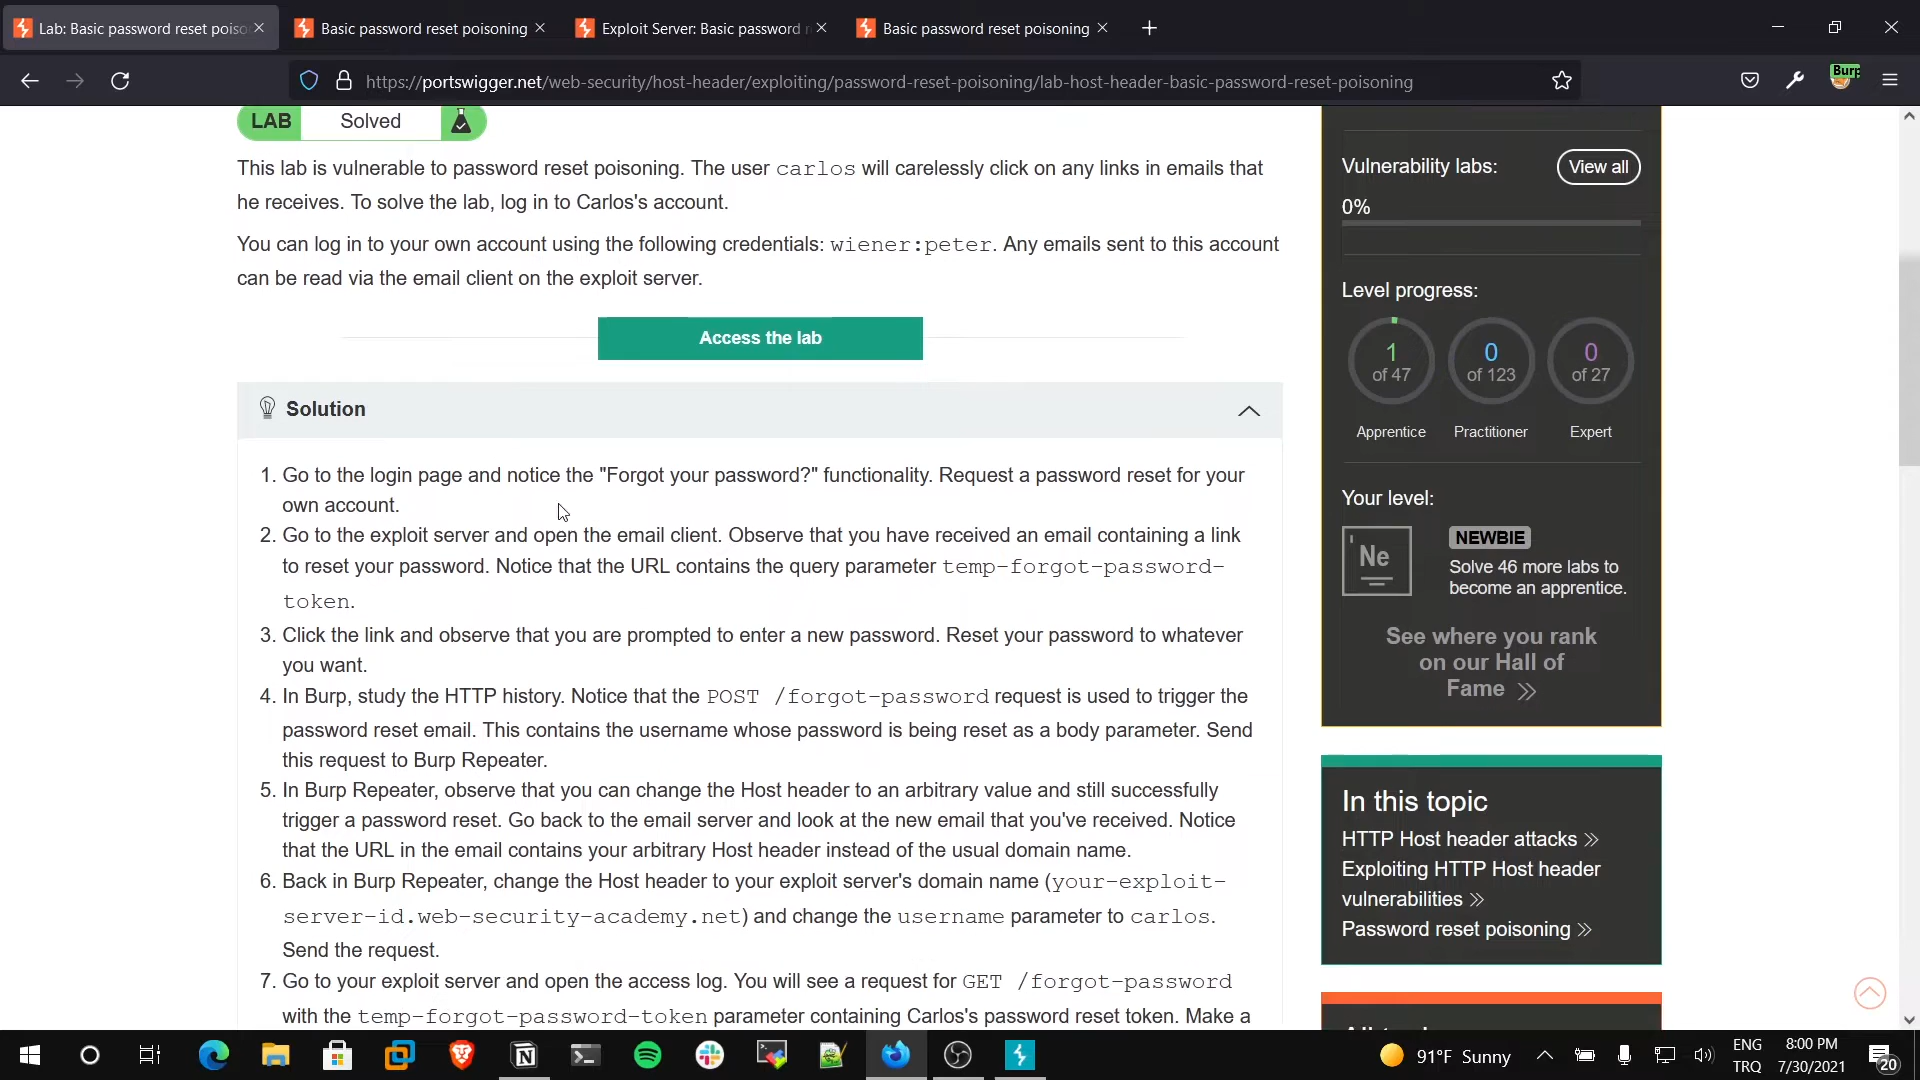 Lab: Basic password reset poiso
Basic password reset poisoning
Exploit Server: Basic password r
Basic password reset poisoning
https://portswigger.net/web-security/host-header/exploiting/password-reset-poisoning/lab-host-header-basic-password-reset-poisoning
Burp
LAB Solved
This lab is vulnerable to password reset poisoning. The user carlos will carelessly click on any links in emails that
he receives. To solve the lab, log in to Carlos's account.
You can log in to your own account using the following credentials: wiener:peter. Any emails sent to this account
can be read via the email client on the exploit server.
Access the lab
Solution
1. Go to the login page and notice the "Forgot your password?" functionality. Request a password reset for your
own account.
2. Go to the exploit server and open the email client. Observe that you have received an email containing a link
to reset your password. Notice that the URL contains the query parameter temp-forgot-password-
token.
3. Click the link and observe that you are prompted to enter a new password. Reset your password to whatever
you want.
4. In Burp, study the HTTP history. Notice that the POST /forgot-password request is used to trigger the
password reset email. This contains the username whose password is being reset as a body parameter. Send
this request to Burp Repeater.
5. In Burp Repeater, observe that you can change the Host header to an arbitrary value and still successfully
trigger a password reset. Go back to the email server and look at the new email that you've received. Notice
that the URL in the email contains your arbitrary Host header instead of the usual domain name.
6. Back in Burp Repeater, change the Host header to your exploit server's domain name (your-exploit-
server-id.web-security-academy.net) and change the username parameter to carlos.
Send the request.
7. Go to your exploit server and open the access log. You will see a request for GET /forgot-password
with the temp-forgot-password-token parameter containing Carlos's password reset token. Make a
Vulnerability labs: View all
0%
Level progress:
1 0 0
of 47 of 123 of 27
Apprentice Practitioner Expert
Your level:
Ne
NEWBIE
Solve 46 more labs to
become an apprentice.
See where you rank
on our Hall of
Fame
In this topic
HTTP Host header attacks
Exploiting HTTP Host header
vulnerabilities
Password reset poisoning
91°F Sunny
ENG
TRQ
8:00 PM
7/30/2021
20